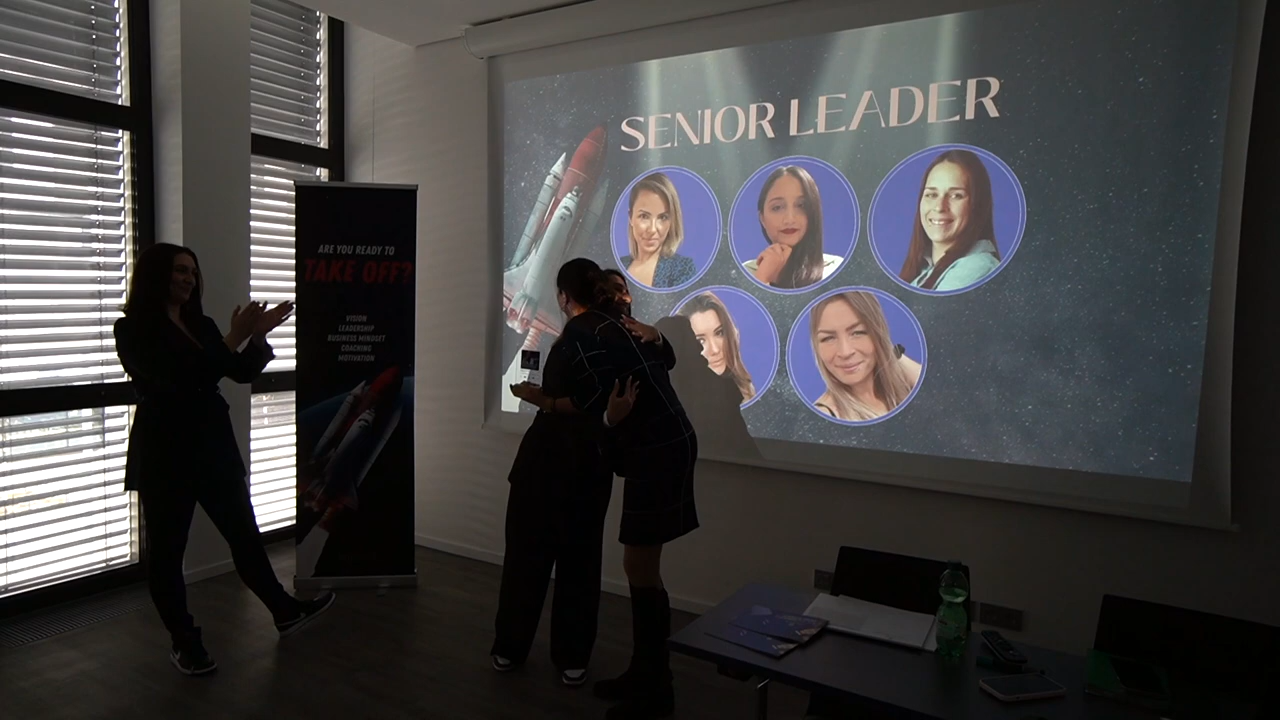 SENIOR LEADER
ARE YOU READY TO
TAKE OFF?
VISION
LEADERSHIP
BUSINESS MINDSET
COACHING
MOTIVATION